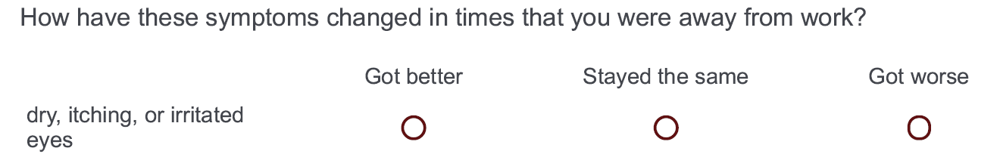 How have these symptoms changed in times that you were away from work?
Got better Stayed the same Got worse
dry, itching, or irritated
eyes